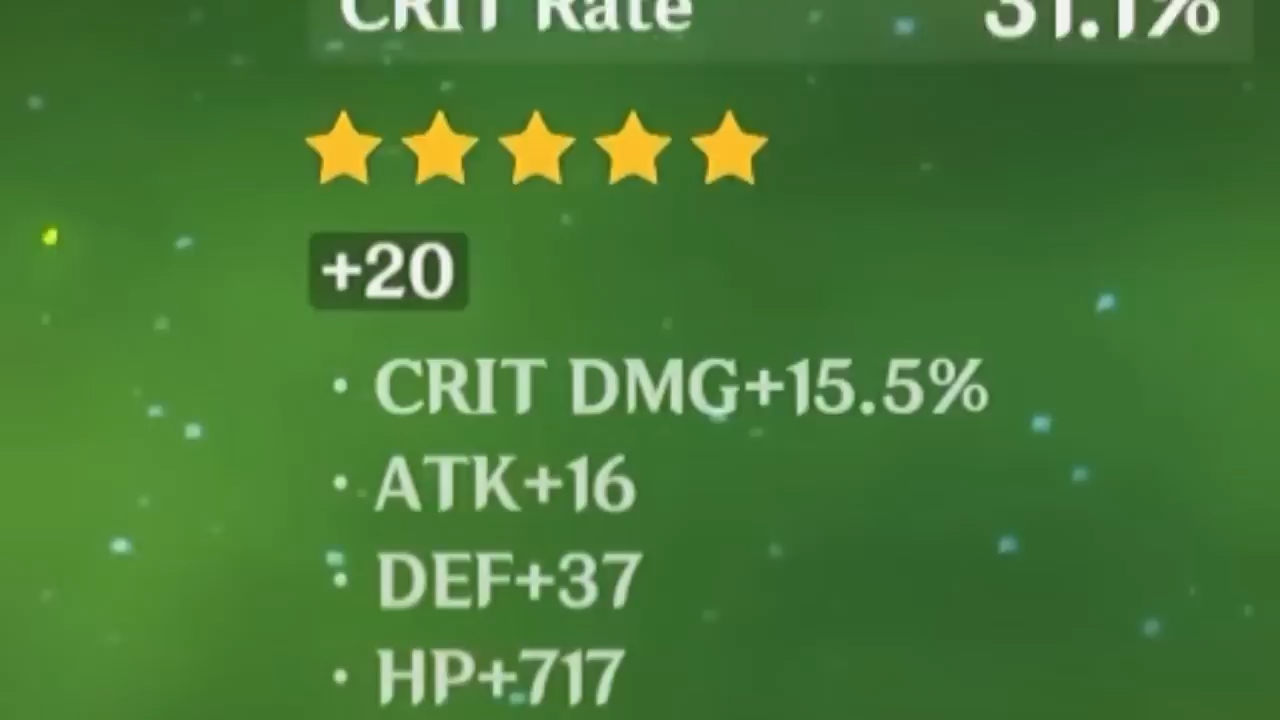 CRIT Rate 31.1%
+20
· CRIT DMG+15.5%
· ATK+16
· DEF+37
· HP+717